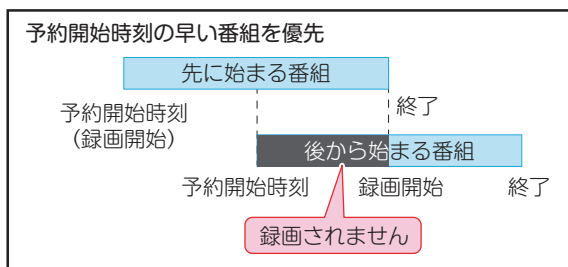 予約開始時刻の早い番組を優先
先に始まる番組
予約開始時刻
（録画開始）
終了
後から始まる番組
予約開始時刻
録画開始
終了
録画されません